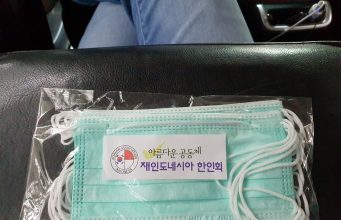 아름다운 공동체
재인도네시아 한인회